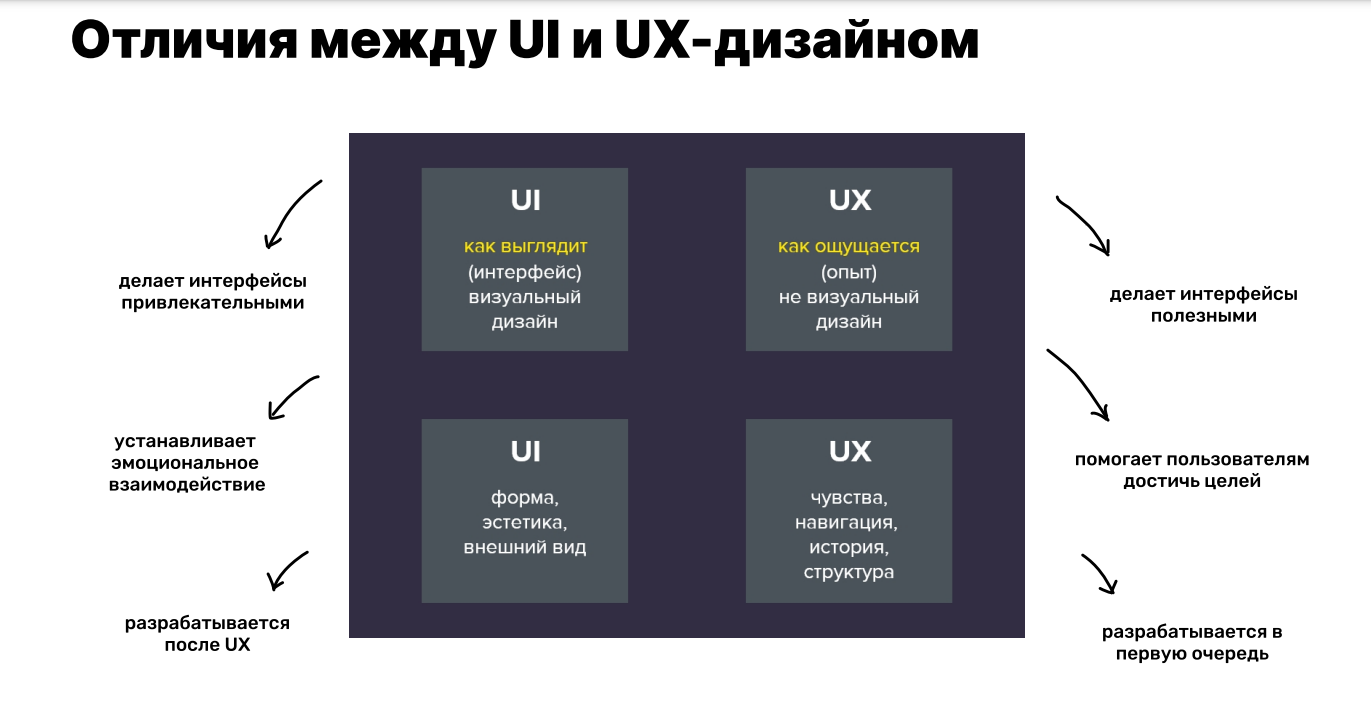 Отличия между UI и UX-дизайном
делает интерфейсы
привлекательными
устанавливает
эмоциональное
взаимодействие
разрабатывается
после UX
UI
как выглядит
(интерфейс)
визуальный
дизайн
UX
как ощущается
(опыт)
не визуальный
дизайн
UI
форма,
эстетика,
внешний вид
UX
чувства,
навигация,
история,
структура
делает интерфейсы
полезными
помогает пользователям
достичь целей
разрабатывается в
первую очередь